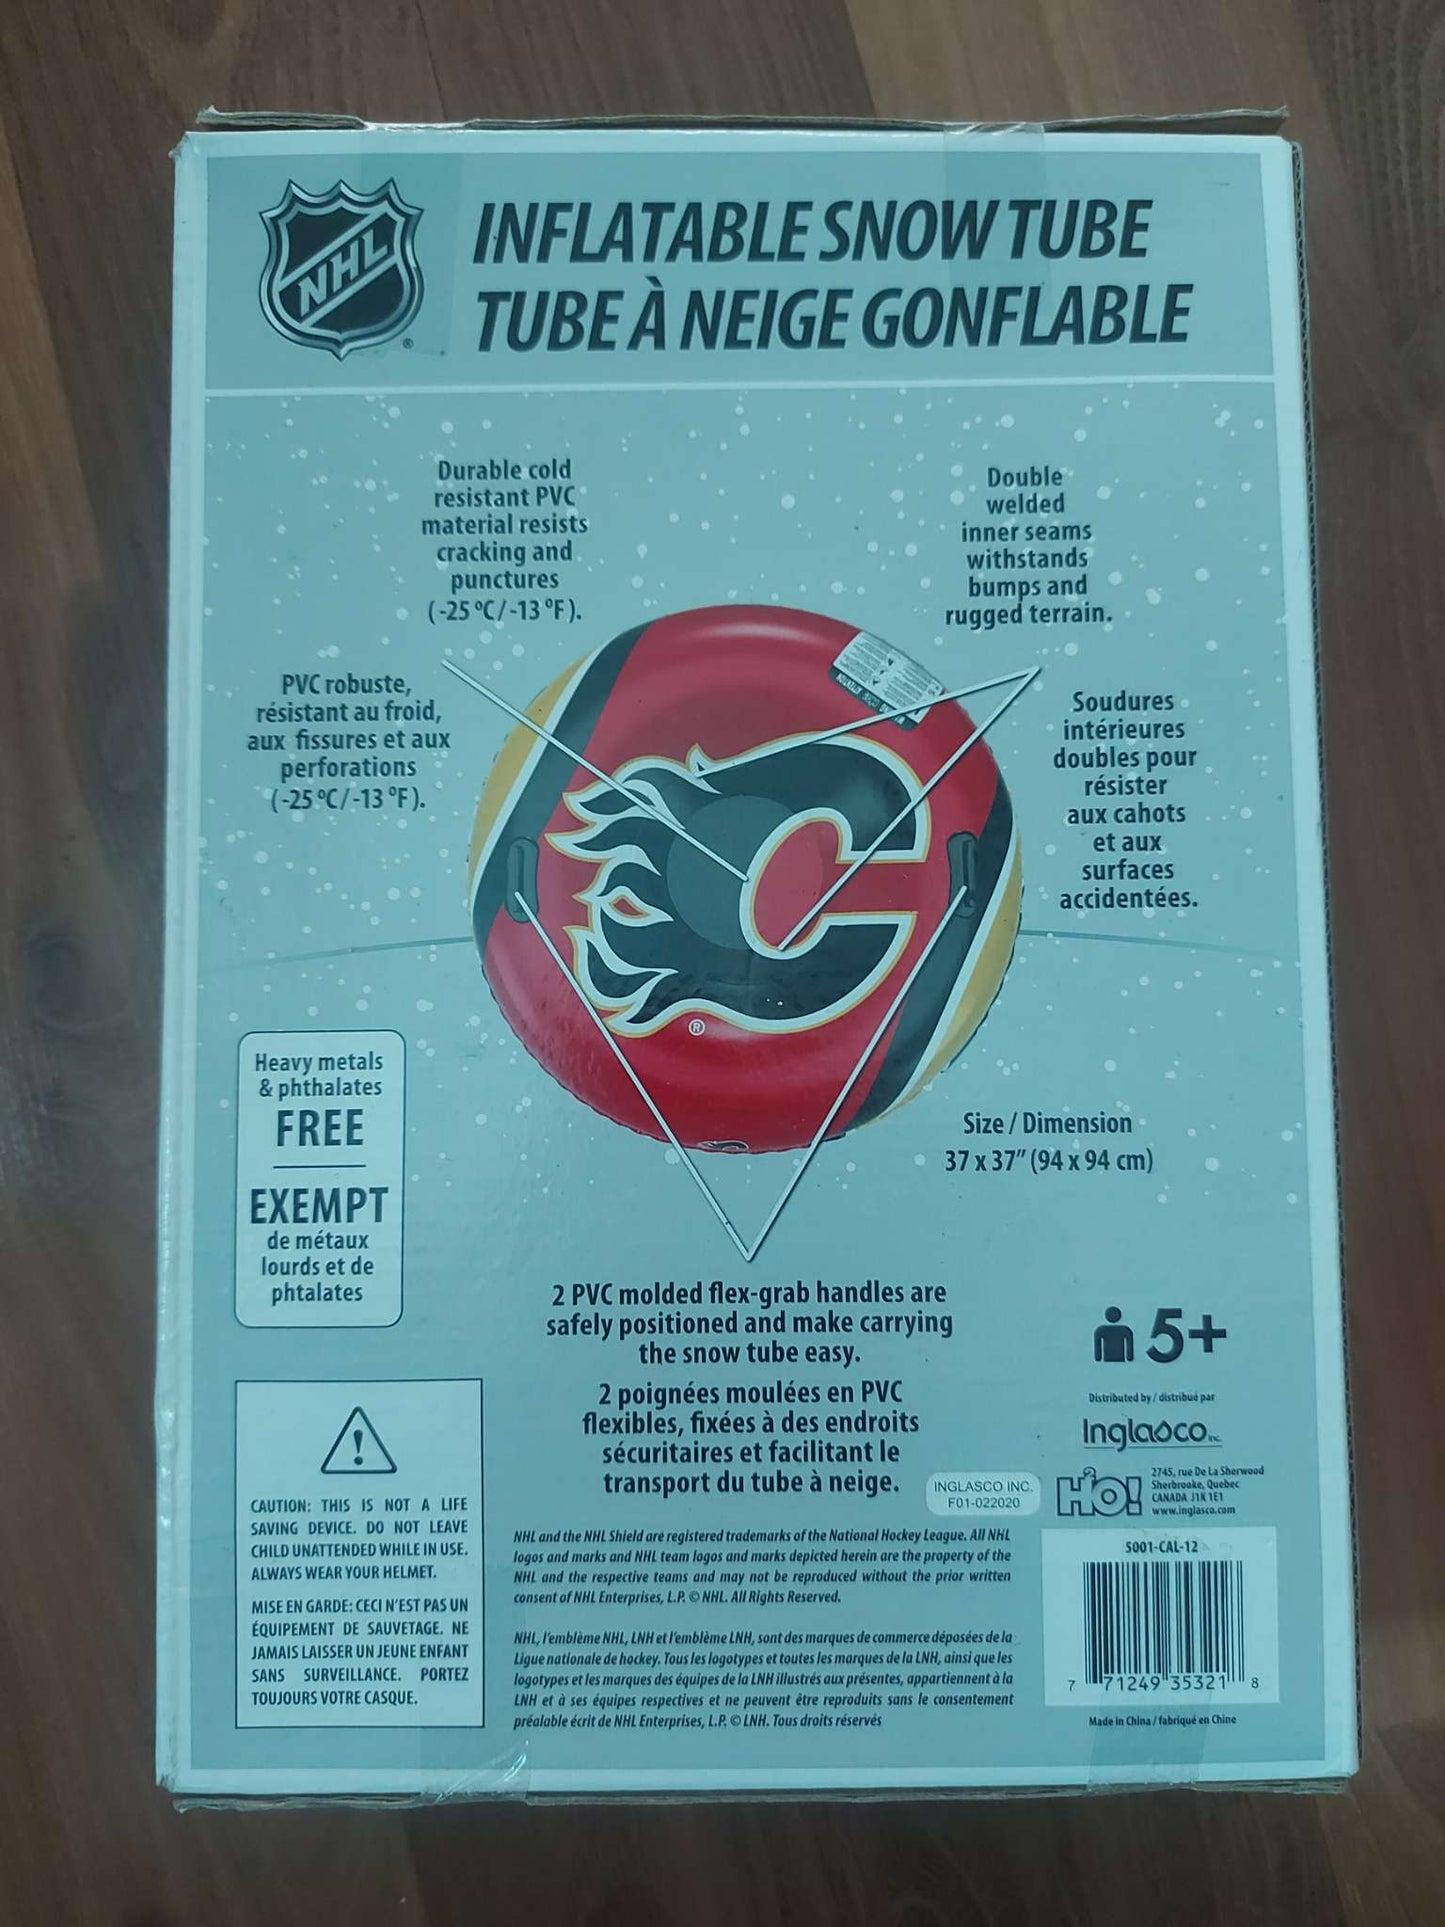 NHL
®
INFLATABLE SNOW TUBE
TUBE À NEIGE GONFLABLE
Durable cold
resistant PVC
material resists
cracking and
punctures
(-25 ºC/-13 ºF).
PVC robuste,
résistant au froid,
aux fissures et aux
perforations
(-25 ºC/-13 ºF).
Double
welded
inner seams
withstands
bumps and
rugged terrain.
Soudures
intérieures
doubles pour
résister
aux cahots
et aux
surfaces
accidentées.
®
Size / Dimension
37 x 37" (94 x 94 cm)
Heavy metals
& phthalates
FREE
EXEMPT
de métaux
lourds et de
phtalates
2 PVC molded flex-grab handles are
safely positioned and make carrying
the snow tube easy.
2 poignées moulées en PVC
flexibles, fixées à des endroits
sécuritaires et facilitant le
transport du tube à neige.
5+
CAUTION: THIS IS NOT A LIFE
SAVING DEVICE. DO NOT LEAVE
CHILD UNATTENDED WHILE IN USE.
ALWAYS WEAR YOUR HELMET.
MISE EN GARDE: CECI N'EST PAS UN
ÉQUIPEMENT DE SAUVETAGE. NE
JAMAIS LAISSER UN JEUNE ENFANT
SANS SURVEILLANCE. PORTEZ
TOUJOURS VOTRE CASQUE.
NHL and the NHL Shield are registered trademarks of the National Hockey League. All NHL
logos and marks and NHL team logos and marks depicted herein are the property of the
NHL and the respective teams and may not be reproduced without the prior written
consent of NHL Enterprises, L.P. © NHL. All Rights Reserved.
NHL, l'emblème NHL, LNH et l'emblème LNH, sont des marques de commerce déposées de la
Ligue nationale de hockey. Tous les logotypes et toutes les marques de la LNH, ainsi que les
logotypes et les marques des équipes de la LNH illustrés aux présentes, appartiennent à la
LNH et à ses équipes respectives et ne peuvent être reproduits sans le consentement
préalable écrit de NHL Enterprises, L.P. © LNH. Tous droits réservés
INGLASCO INC.
F01-022020
Distributed by / distribué par
Inglasco inc.
H2O!
2745, rue De La Sherwood
Sherbrooke, Quebec
CANADA J1K 1E1
www.inglasco.com
5001-CAL-12
7 71249 35321 8
Made in China / fabriqué en Chine